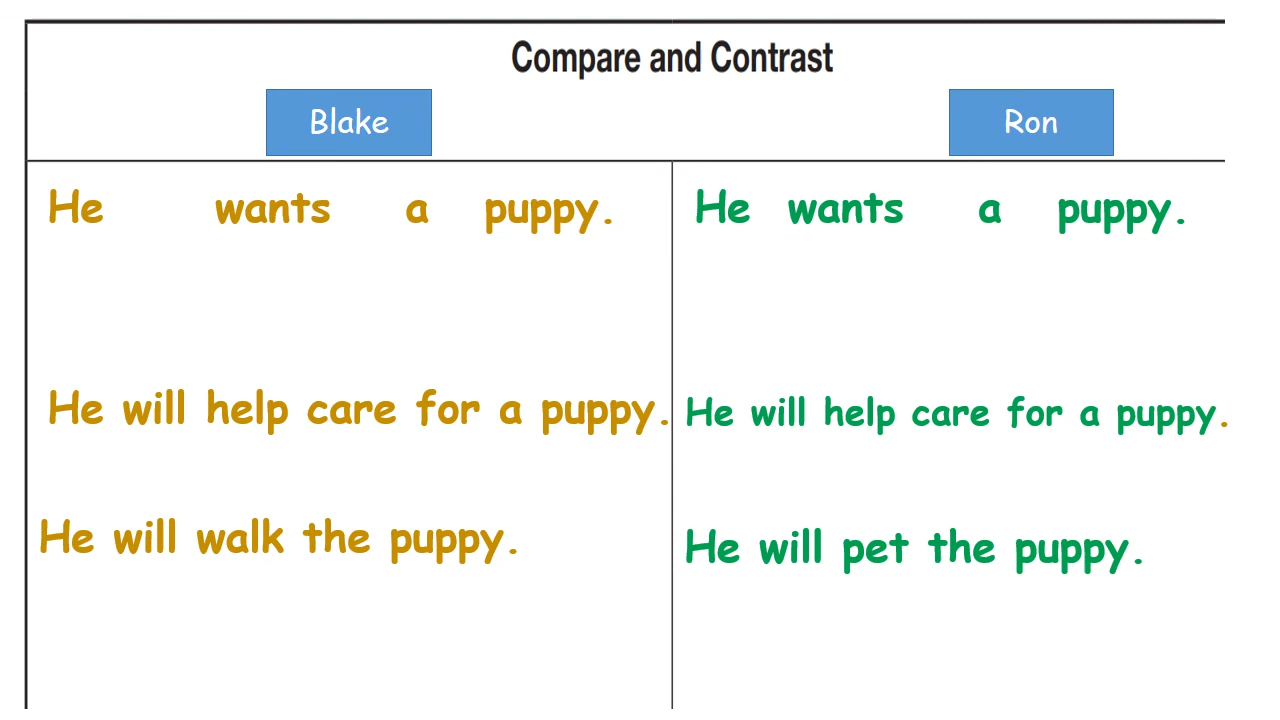 Compare and Contrast
Blake
Ron
He wants a puppy.
He wants a puppy.
He will help care for a puppy.
He will help care for a puppy.
He will walk the puppy.
He will pet the puppy.